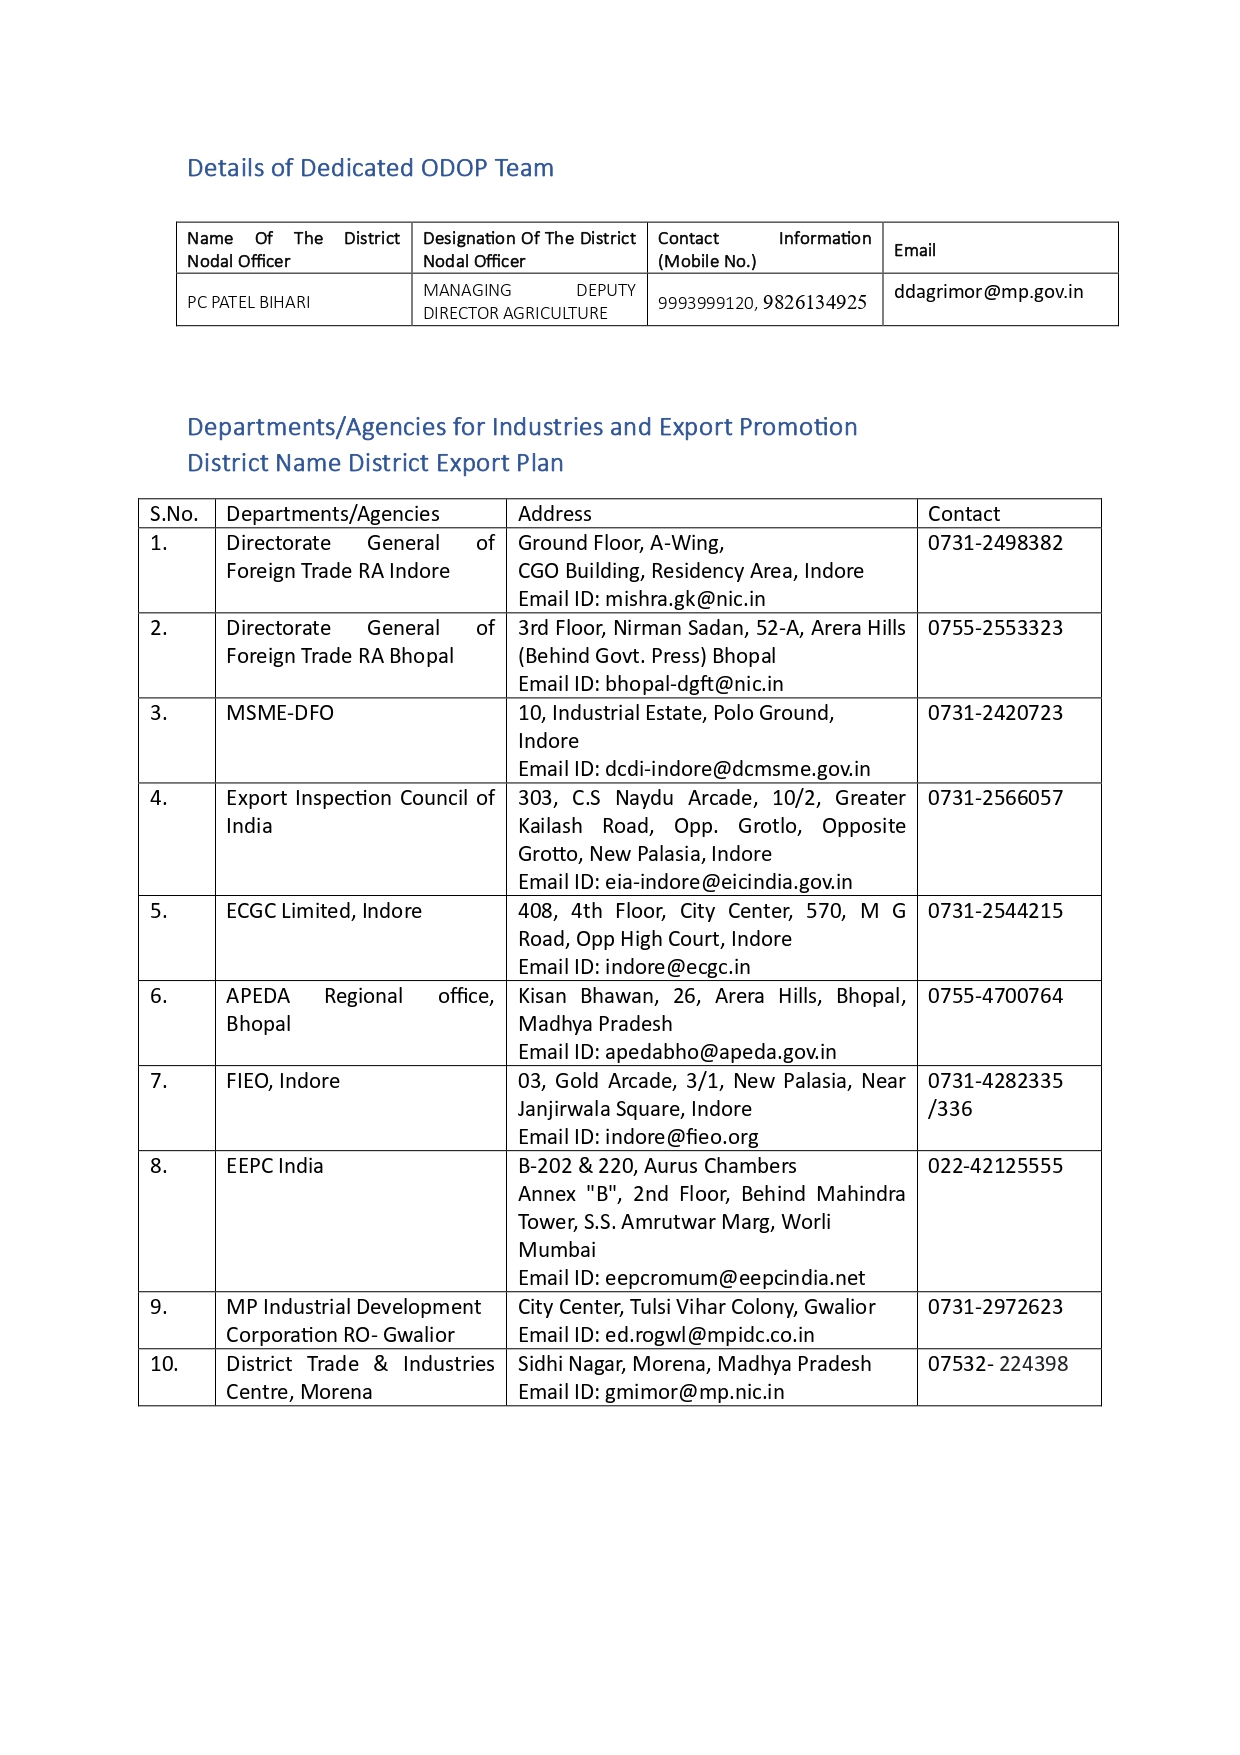 Details of Dedicated ODOP Team
Name Of The District
Nodal Officer
Designation Of The District
Nodal Officer
Contact Information
(Mobile No.)
Email
PC PATEL BIHARI
MANAGING DEPUTY
DIRECTOR AGRICULTURE
9993999120, 9826134925
ddagrimor@mp.gov.in
Departments/Agencies for Industries and Export Promotion
District Name District Export Plan
S.No. Departments/Agencies Address Contact
1. Directorate General of Ground Floor, A-Wing, 0731-2498382
Foreign Trade RA Indore CGO Building, Residency Area, Indore
Email ID: mishra.gk@nic.in
2. Directorate General of 3rd Floor, Nirman Sadan, 52-A, Arera Hills 0755-2553323
Foreign Trade RA Bhopal (Behind Govt. Press) Bhopal
Email ID: bhopal-dgft@nic.in
3. MSME-DFO 10, Industrial Estate, Polo Ground, 0731-2420723
Indore
Email ID: dcdi-indore@dcmsme.gov.in
4. Export Inspection Council of 303, C.S Naydu Arcade, 10/2, Greater 0731-2566057
India Kailash Road, Opp. Grotlo, Opposite
Grotto, New Palasia, Indore
Email ID: eia-indore@eicindia.gov.in
5. ECGC Limited, Indore 408, 4th Floor, City Center, 570, M G 0731-2544215
Road, Opp High Court, Indore
Email ID: indore@ecgc.in
6. APEDA Regional office, Kisan Bhawan, 26, Arera Hills, Bhopal, 0755-4700764
Bhopal Madhya Pradesh
Email ID: apedabho@apeda.gov.in
7. FIEO, Indore 03, Gold Arcade, 3/1, New Palasia, Near 0731-4282335
Janjirwala Square, Indore /336
Email ID: indore@fieo.org
8. EEPC India B-202 & 220, Aurus Chambers 022-42125555
Annex "B", 2nd Floor, Behind Mahindra
Tower, S.S. Amrutwar Marg, Worli
Mumbai
Email ID: eepcromum@eepcindia.net
9. MP Industrial Development City Center, Tulsi Vihar Colony, Gwalior 0731-2972623
Corporation RO- Gwalior Email ID: ed.rogwl@mpidc.co.in
10. District Trade & Industries Sidhi Nagar, Morena, Madhya Pradesh 07532- 224398
Centre, Morena Email ID: gmimor@mp.nic.in